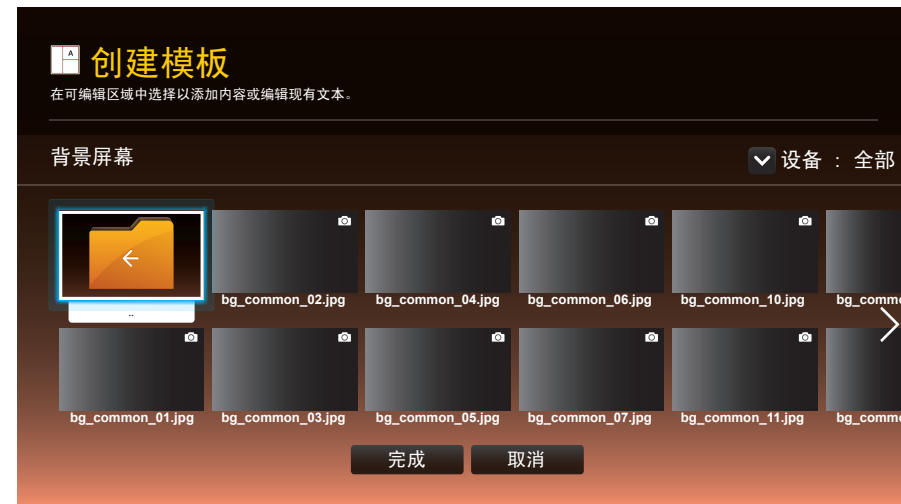 A
创建模板
在可编辑区域中选择以添加内容或编辑现有文本。
背景屏幕
设备 : 全部
bg_common_02.jpg bg_common_04.jpg bg_common_06.jpg bg_common_10.jpg bg_comm
..
bg_common_01.jpg bg_common_03.jpg bg_common_05.jpg bg_common_07.jpg bg_common_11.jpg bg_comm
完成 取消